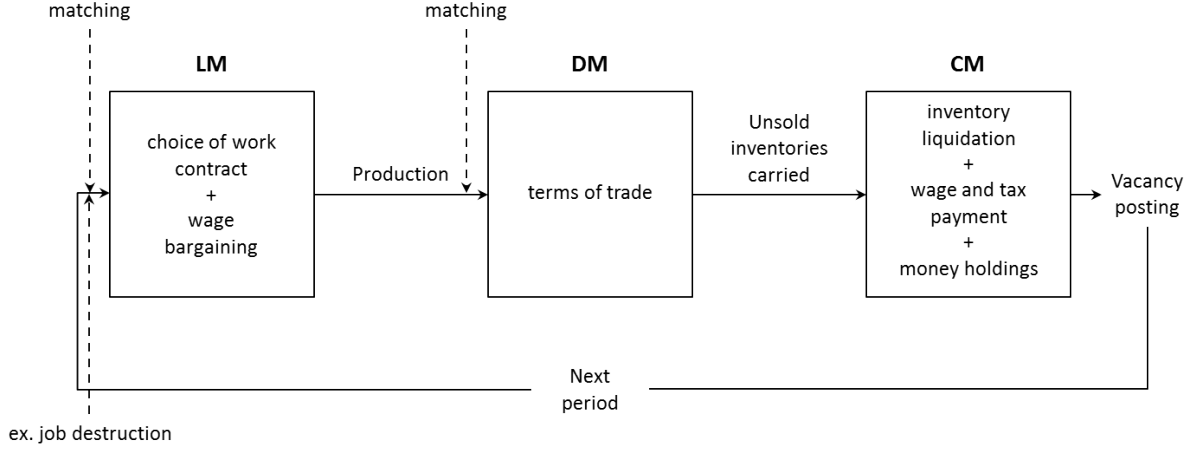 matching
matching
LM
DM
CM
choice of work
contract
+
wage
bargaining
Production
terms of trade
Unsold
inventories
carried
inventory
liquidation
+
wage and tax
payment
+
money holdings
Vacancy
posting
Next
period
ex. job destruction